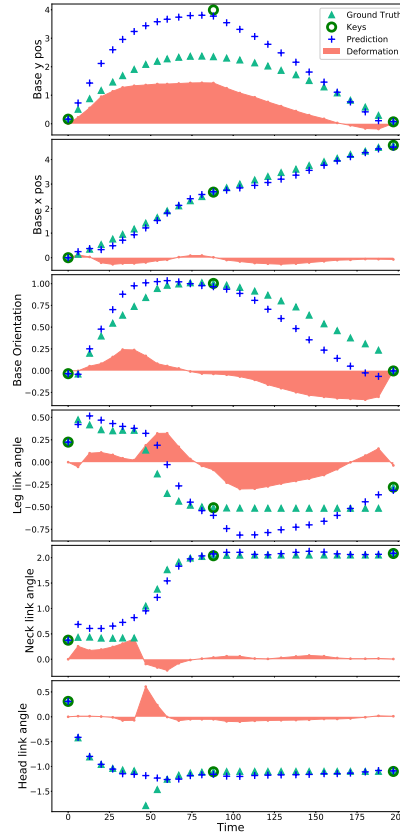 Ground Truth
Keys
Prediction
Deformation
Base y pos
4
3
2
1
0
Base x pos
4
3
2
1
0
Base Orientation
1.00
0.75
0.50
0.25
0.00
−0.25
Leg link angle
0.50
0.25
0.00
−0.25
−0.50
−0.75
Neck link angle
2.0
1.5
1.0
0.5
0.0
Head link angle
0.5
0.0
−0.5
−1.0
−1.5
0 25 50 75 100 125 150 175
Time